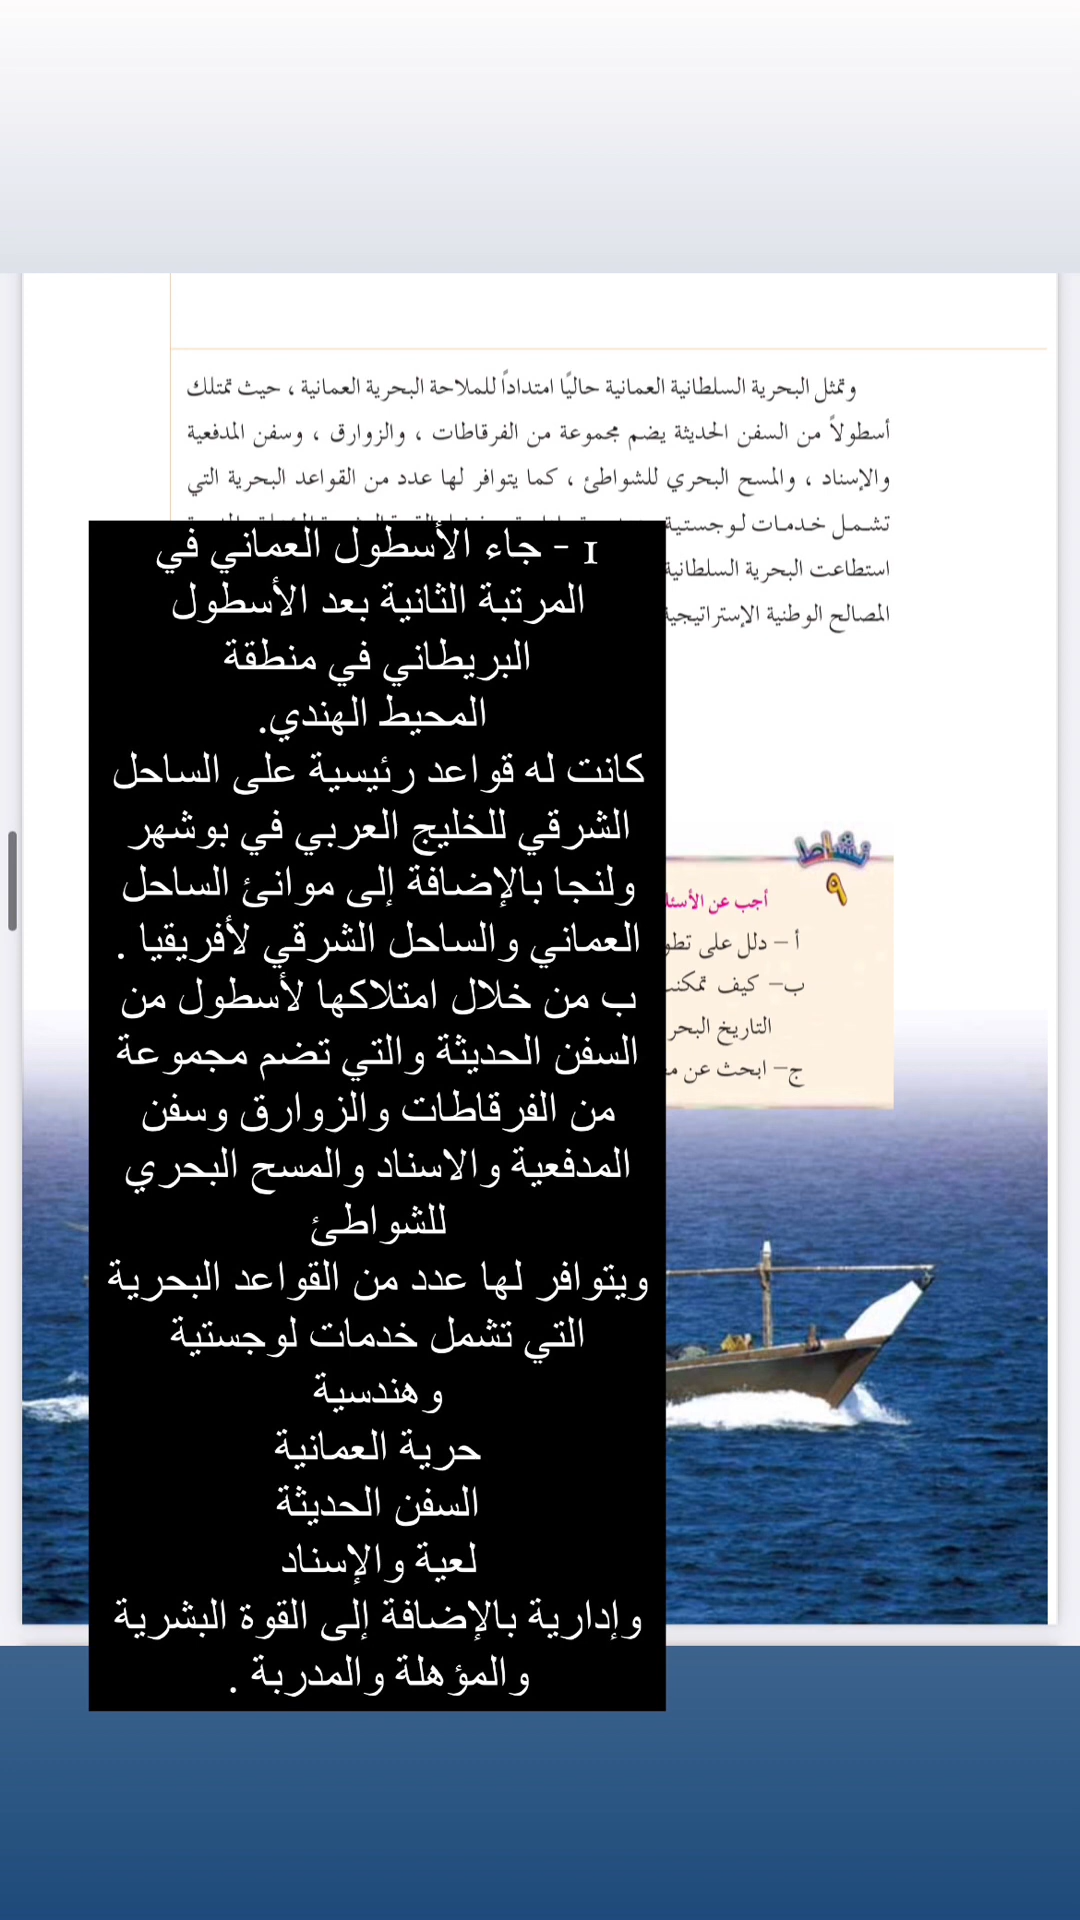 وتمثل البحرية السلطانية العمانية حاليًا امتداداً للملاحة البحرية العمانية ، حيث تمتلك
أسطولاً من السفن الحديثة يضم مجموعة من الفرقاطات ، والزوارق ، وسفن المدفعية
والإسناد ، والمسح البحري للشواطئ ، كما يتوافر لها عدد من القواعد البحرية التي
تشمل خدمات لوجستية
استطاعت البحرية السلطانية
المصالح الوطنية الإستراتيجية
1 - جاء الأسطول العماني في
المرتبة الثانية بعد الأسطول
البريطاني في منطقة
المحيط الهندي.
كانت له قواعد رئيسية على الساحل
الشرقي للخليج العربي في بوشهر
ولنجا بالإضافة إلى موانئ الساحل
العماني والساحل الشرقي لأفريقيا .
ب من خلال امتلاكها لأسطول من
السفن الحديثة والتي تضم مجموعة
من الفرقاطات والزوارق وسفن
المدفعية والاسناد والمسح البحري
للشواطئ
ويتوافر لها عدد من القواعد البحرية
التي تشمل خدمات لوجستية
وهندسية
حرية العمانية
السفن الحديثة
لعية والإسناد
وإدارية بالإضافة إلى القوة البشرية
والمؤهلة والمدربة .
نشاط
٩
أجب عن
أ – دلل على
ب– كيف
التاريخ
ج– ابحث عن